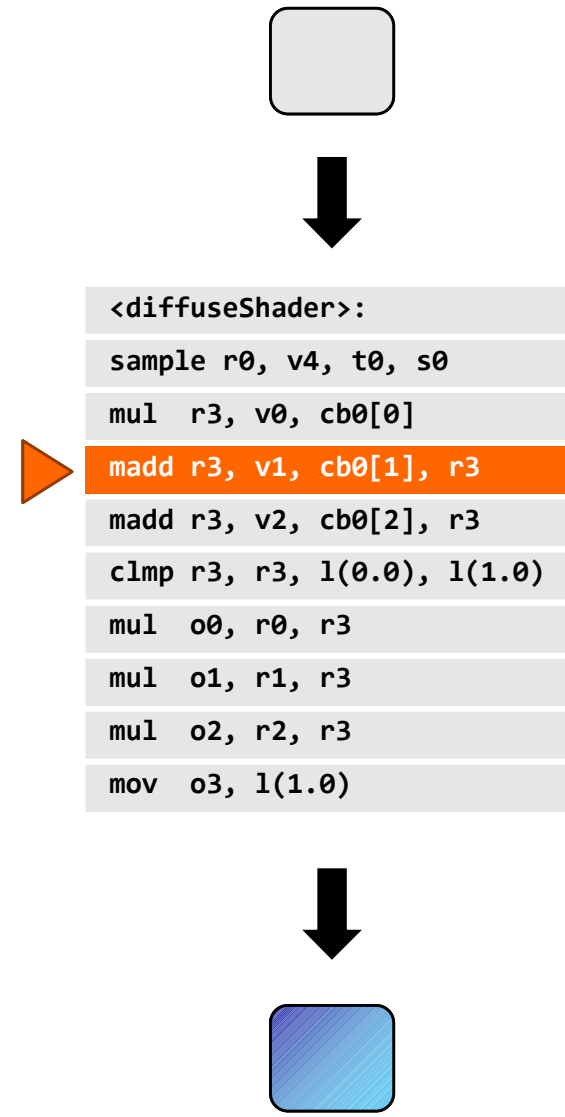 <diffuseShader>:
sample r0, v4, t0, s0
mul  r3, v0, cb0[0]
madd r3, v1, cb0[1], r3
madd r3, v2, cb0[2], r3
clmp r3, r3, l(0.0), l(1.0)
mul  o0, r0, r3
mul  o1, r1, r3
mul  o2, r2, r3
mov  o3, l(1.0)